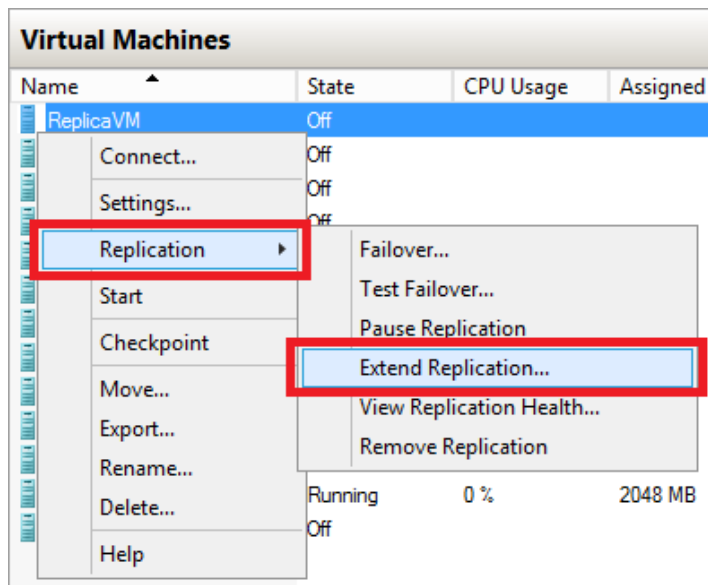 Virtual Machines
Name State CPU Usage Assigned
ReplicaVM Off
Connect... Off
Settings... Off
Off
Replication Failover...
Start Test Failover...
Checkpoint Pause Replication
Move... Extend Replication...
Export... View Replication Health...
Rename... Remove Replication
Delete... Running 0 % 2048 MB
Off
Help